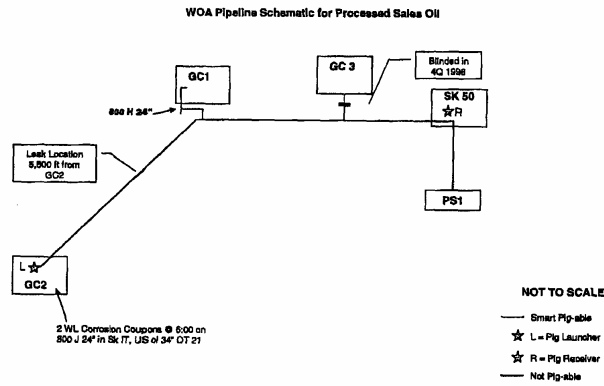 WOA Pipeline Schematic for Processed Sales Oil
GC1
GC 3
Blinded in
4Q 1998
SK 50
R
800 H 24"
Leak Location
5,500 ft from
GC2
PS1
L
GC2
2 WL Corrosion Coupons @ 6:00 on
800 J 24" in Sk IT, US of 34" OT 21
NOT TO SCALE
Smart Pig-able
L = Pig Launcher
R = Pig Receiver
Not Pig-able